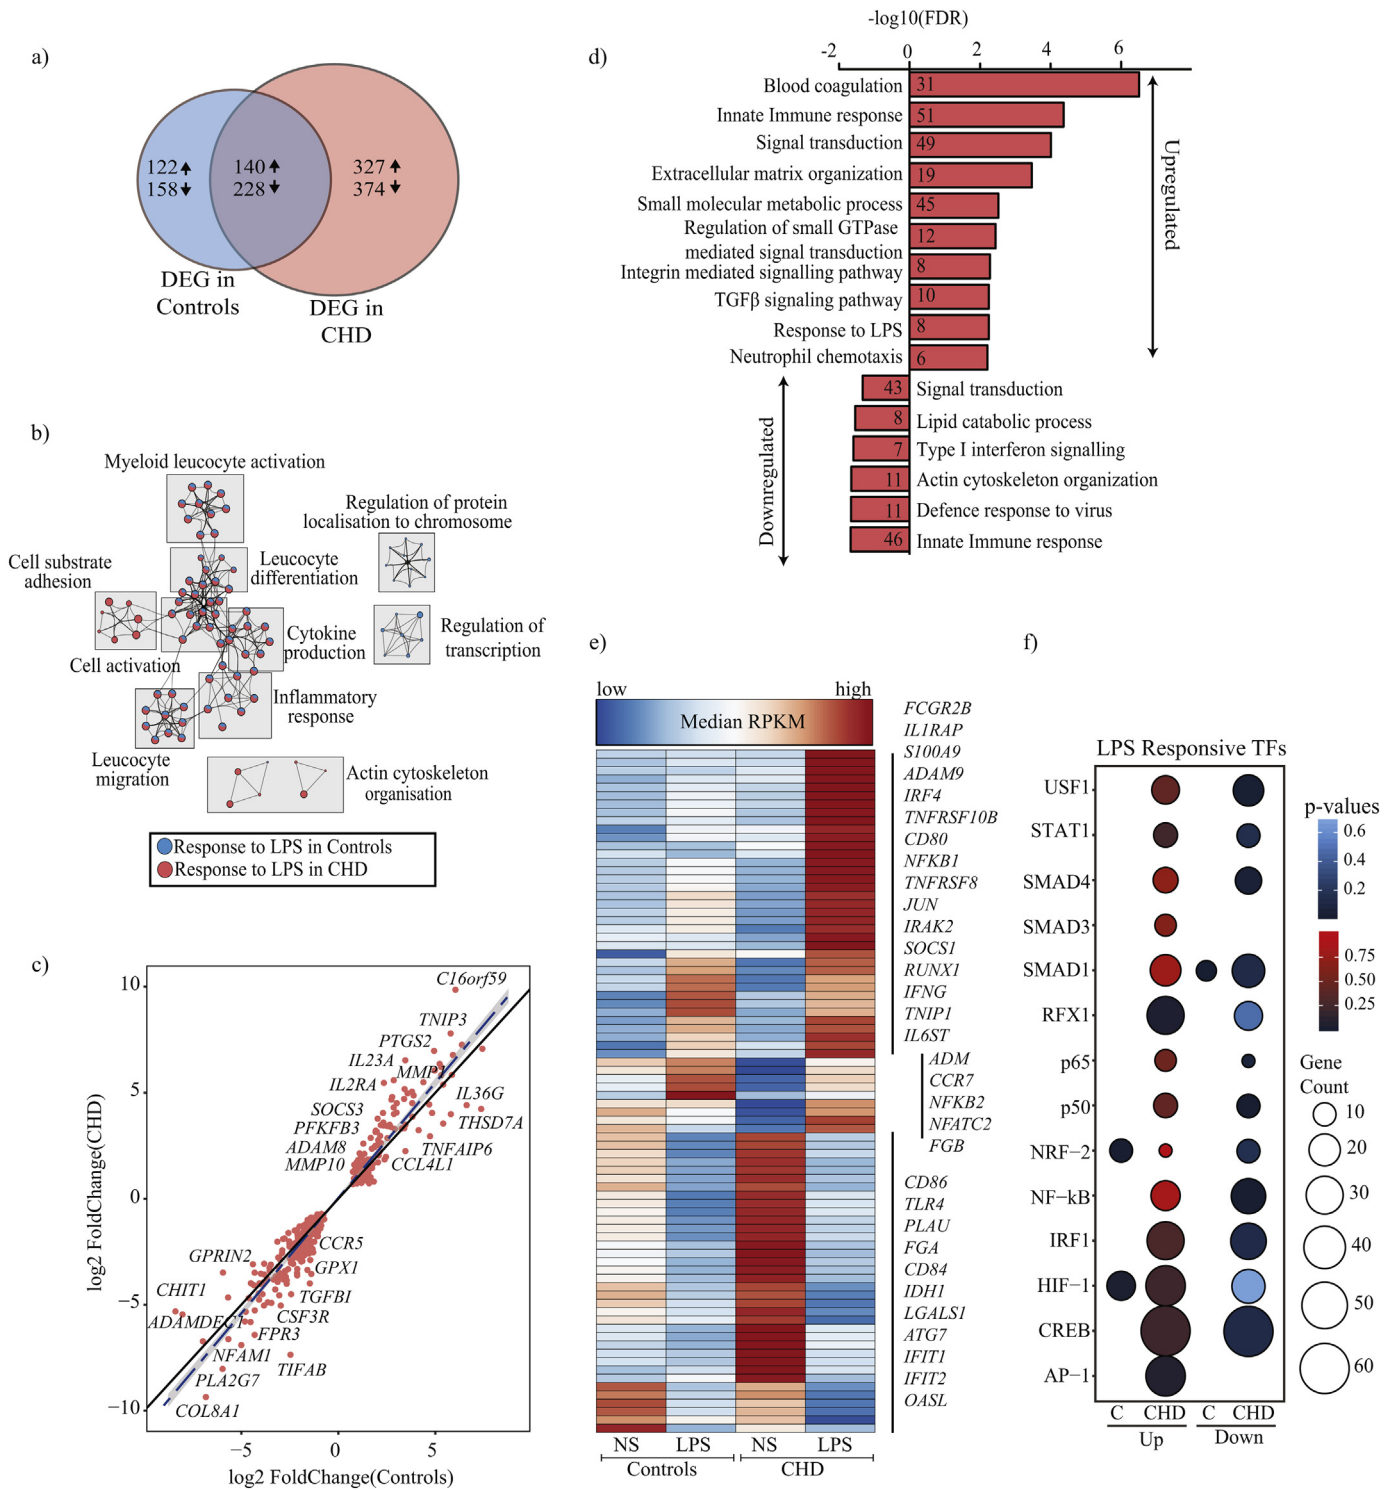 a)
122
158
140
228
327
374
DEG in
Controls
DEG in
CHD
b)
Myeloid leucocyte activation
Regulation of protein
localisation to chromosome
Cell substrate
adhesion
Leucocyte
differentiation
Cytokine
production
Regulation of
transcription
Cell activation
Inflammatory
response
Leucocyte
migration
Actin cytoskeleton
organisation
Response to LPS in Controls
Response to LPS in CHD
c)
log2 FoldChange(CHD)
10
5
0
−5
−10
C16orf59
TNIP3
PTGS2
IL23A
MMP1
IL2RA
IL36G
SOCS3
THSD7A
PFKFB3
ADAM8
TNFAIP6
MMP10
CCL4L1
CCR5
GPRIN2
GPX1
CHIT1
TGFBI
CSF3R
ADAMDEC1
FPR3
NFAM1
TIFAB
PLA2G7
COL8A1
−5
0
5
log2 FoldChange(Controls)
d)
-log10(FDR)
-2
0
2
4
6
Blood coagulation 31
Innate Immune response 51
Signal transduction 49
Extracellular matrix organization 19
Small molecular metabolic process 45
Regulation of small GTPase
mediated signal transduction 12
Integrin mediated signalling pathway 8
TGFβ signaling pathway 10
Response to LPS 8
Neutrophil chemotaxis 6
Upregulated
43 Signal transduction
8 Lipid catabolic process
7 Type I interferon signalling
11 Actin cytoskeleton organization
11 Defence response to virus
46 Innate Immune response
Downregulated
e)
low
high
Median RPKM
FCGR2B
IL1RAP
S100A9
ADAM9
IRF4
TNFRSF10B
CD80
NFKB1
TNFRSF8
JUN
IRAK2
SOCS1
RUNX1
IFNG
TNIP1
IL6ST
ADM
CCR7
NFKB2
NFATC2
FGB
CD86
TLR4
PLAU
FGA
CD84
IDH1
LGALS1
ATG7
IFIT1
IFIT2
OASL
NS
LPS
NS
LPS
Controls
CHD
f)
LPS Responsive TFs
USF1
STAT1
SMAD4
SMAD3
SMAD1
RFX1
p65
p50
NRF−2
NF−kB
IRF1
HIF−1
CREB
AP−1
C
CHD
C
CHD
Up
Down
p-values
0.6
0.4
0.2
0.75
0.50
0.25
Gene
Count
10
20
30
40
50
60